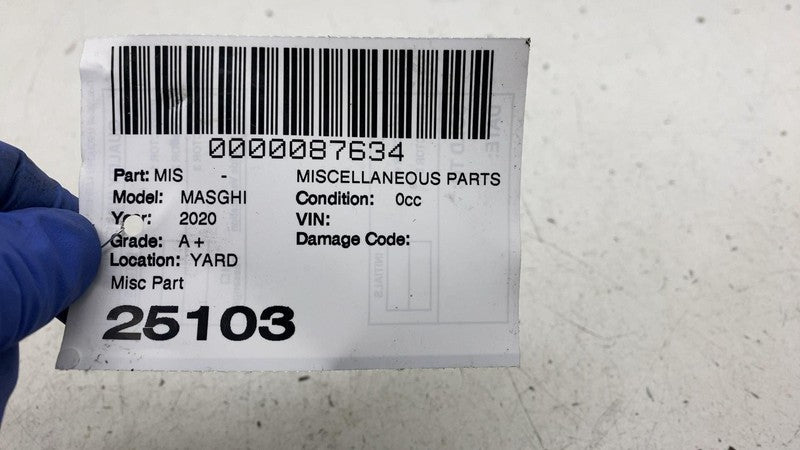 0000087634
Part: MIS - MISCELLANEOUS PARTS
Model: MASGHI Condition: 0cc
Year: 2020 VIN:
Grade: A + Damage Code:
Location: YARD
Misc Part
25103